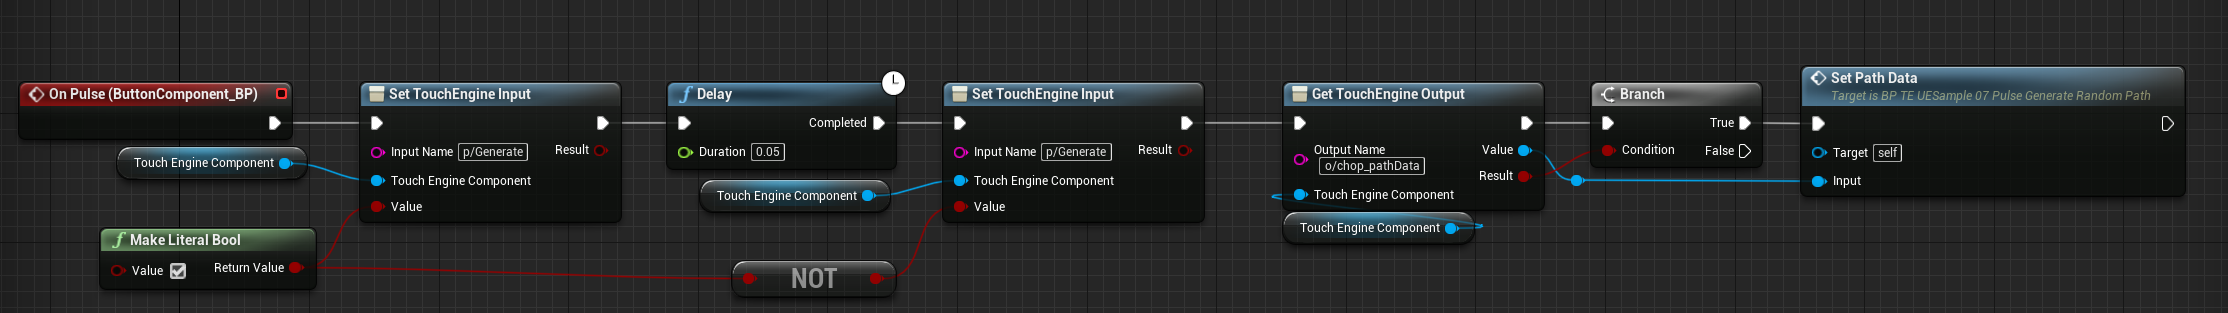 On Pulse (ButtonComponent_BP)
Touch Engine Component
Make Literal Bool
Value
Return Value
Set TouchEngine Input
Input Name p/Generate
Result
Touch Engine Component
Value
Delay
Completed
Duration 0.05
Touch Engine Component
NOT
Set TouchEngine Input
Input Name p/Generate
Result
Touch Engine Component
Value
Get TouchEngine Output
Output Name
o/chop_pathData
Value
Result
Touch Engine Component
Touch Engine Component
Branch
True
Condition
False
Set Path Data
Target is BP TE UESample 07 Pulse Generate Random Path
Target self
Input